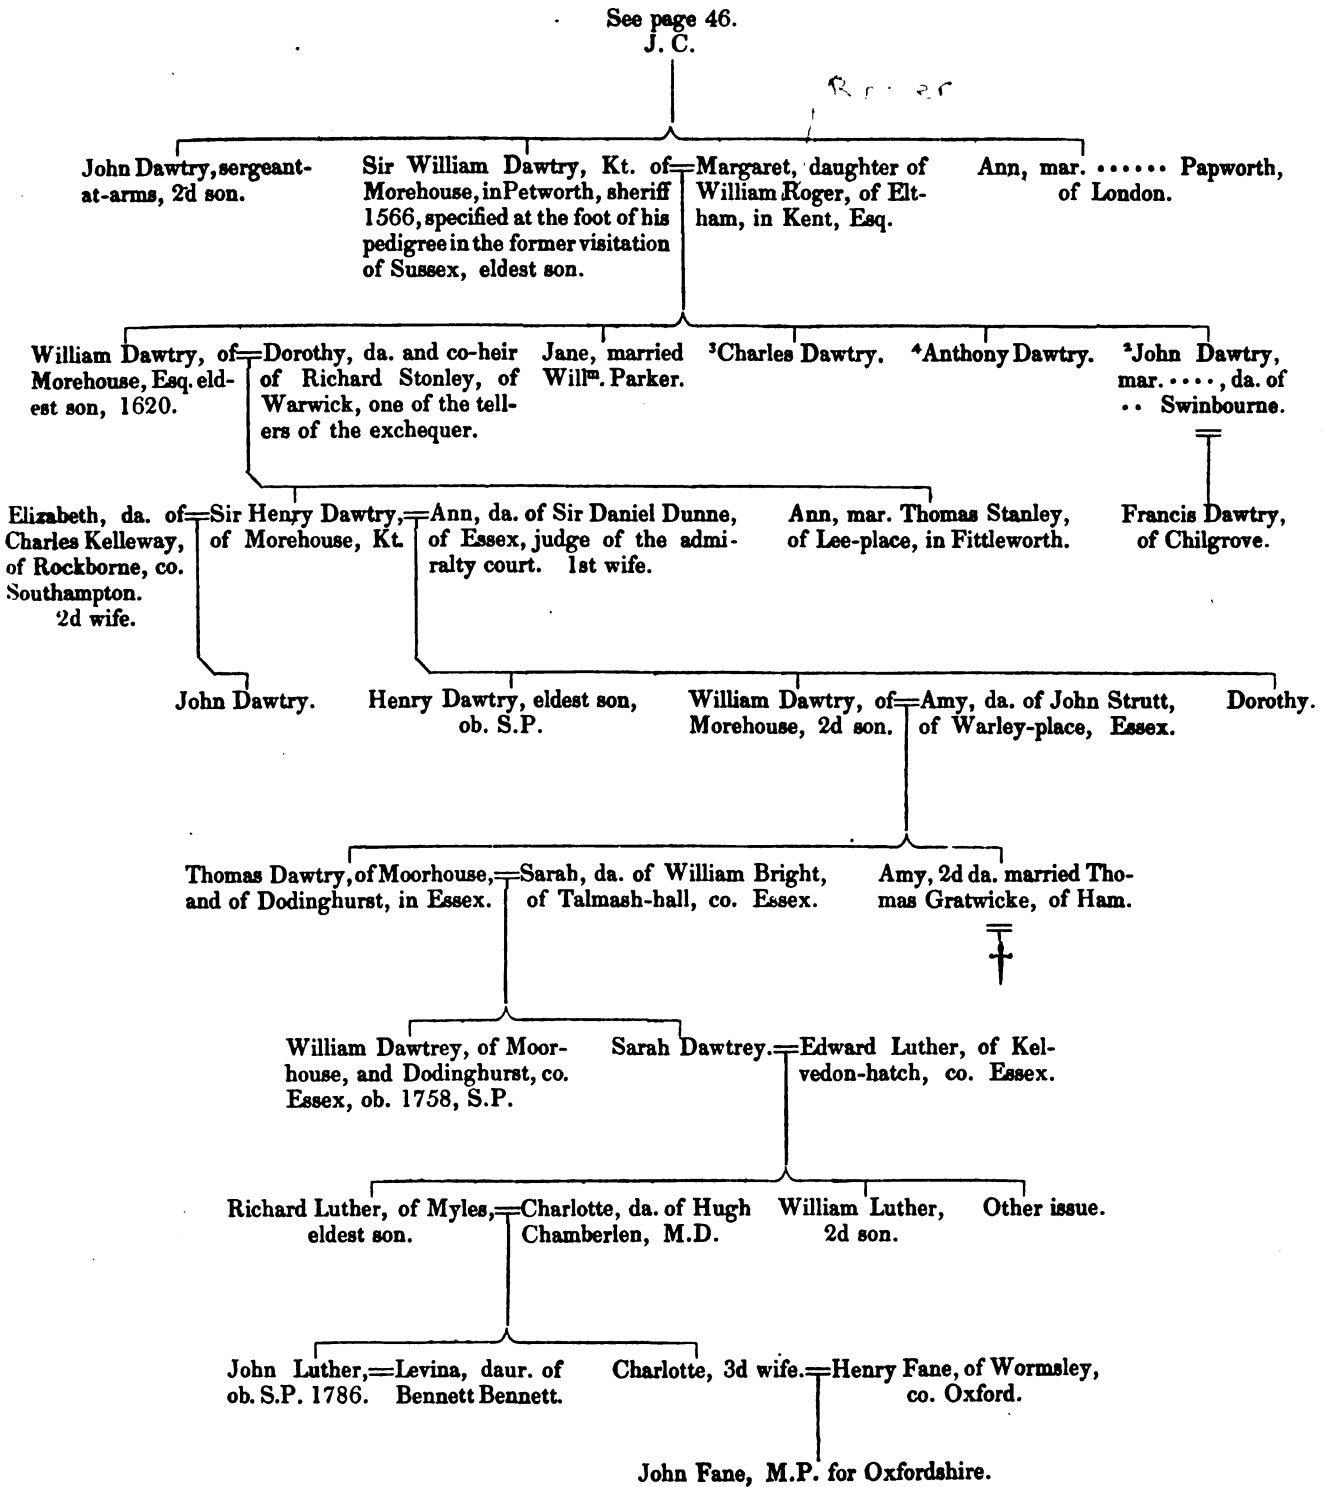 See page 46.
J. C.
John Dawtry, sergeant-
at-arms, 2d son.
Sir William Dawtry, Kt. of
Morehouse, in Petworth, sheriff
1566, specified at the foot of his
pedigree in the former visitation
of Sussex, eldest son.
Margaret, daughter of
William Roger, of Elt-
ham, in Kent, Esq.
Ann, mar. ...... Papworth,
of London.
William Dawtry, of
Morehouse, Esq. eld-
est son, 1620.
Dorothy, da. and co-heir
of Richard Stonley, of
Warwick, one of the tell-
ers of the exchequer.
Jane, married
Willᵐ. Parker.
³Charles Dawtry.
⁴Anthony Dawtry.
²John Dawtry,
mar. ...., da. of
.. Swinbourne.
Elizabeth, da. of
Charles Kelleway,
of Rockborne, co.
Southampton.
2d wife.
Sir Henry Dawtry,
of Morehouse, Kt.
Ann, da. of Sir Daniel Dunne,
of Essex, judge of the admi-
ralty court. 1st wife.
Ann, mar. Thomas Stanley,
of Lee-place, in Fittleworth.
Francis Dawtry,
of Chilgrove.
John Dawtry.
Henry Dawtry, eldest son,
ob. S.P.
William Dawtry, of
Morehouse, 2d son.
Amy, da. of John Strutt,
of Warley-place, Essex.
Dorothy.
Thomas Dawtry, of Moorhouse,
and of Dodinghurst, in Essex.
Sarah, da. of William Bright,
of Talmash-hall, co. Essex.
Amy, 2d da. married Tho-
mas Gratwicke, of Ham.
William Dawtrey, of Moor-
house, and Dodinghurst, co.
Essex, ob. 1758, S.P.
Sarah Dawtrey.
Edward Luther, of Kel-
vedon-hatch, co. Essex.
Richard Luther, of Myles,
eldest son.
Charlotte, da. of Hugh
Chamberlen, M.D.
William Luther,
2d son.
Other issue.
John Luther,
ob. S.P. 1786.
Levina, daur. of
Bennett Bennett.
Charlotte, 3d wife.
Henry Fane, of Wormsley,
co. Oxford.
John Fane, M.P. for Oxfordshire.